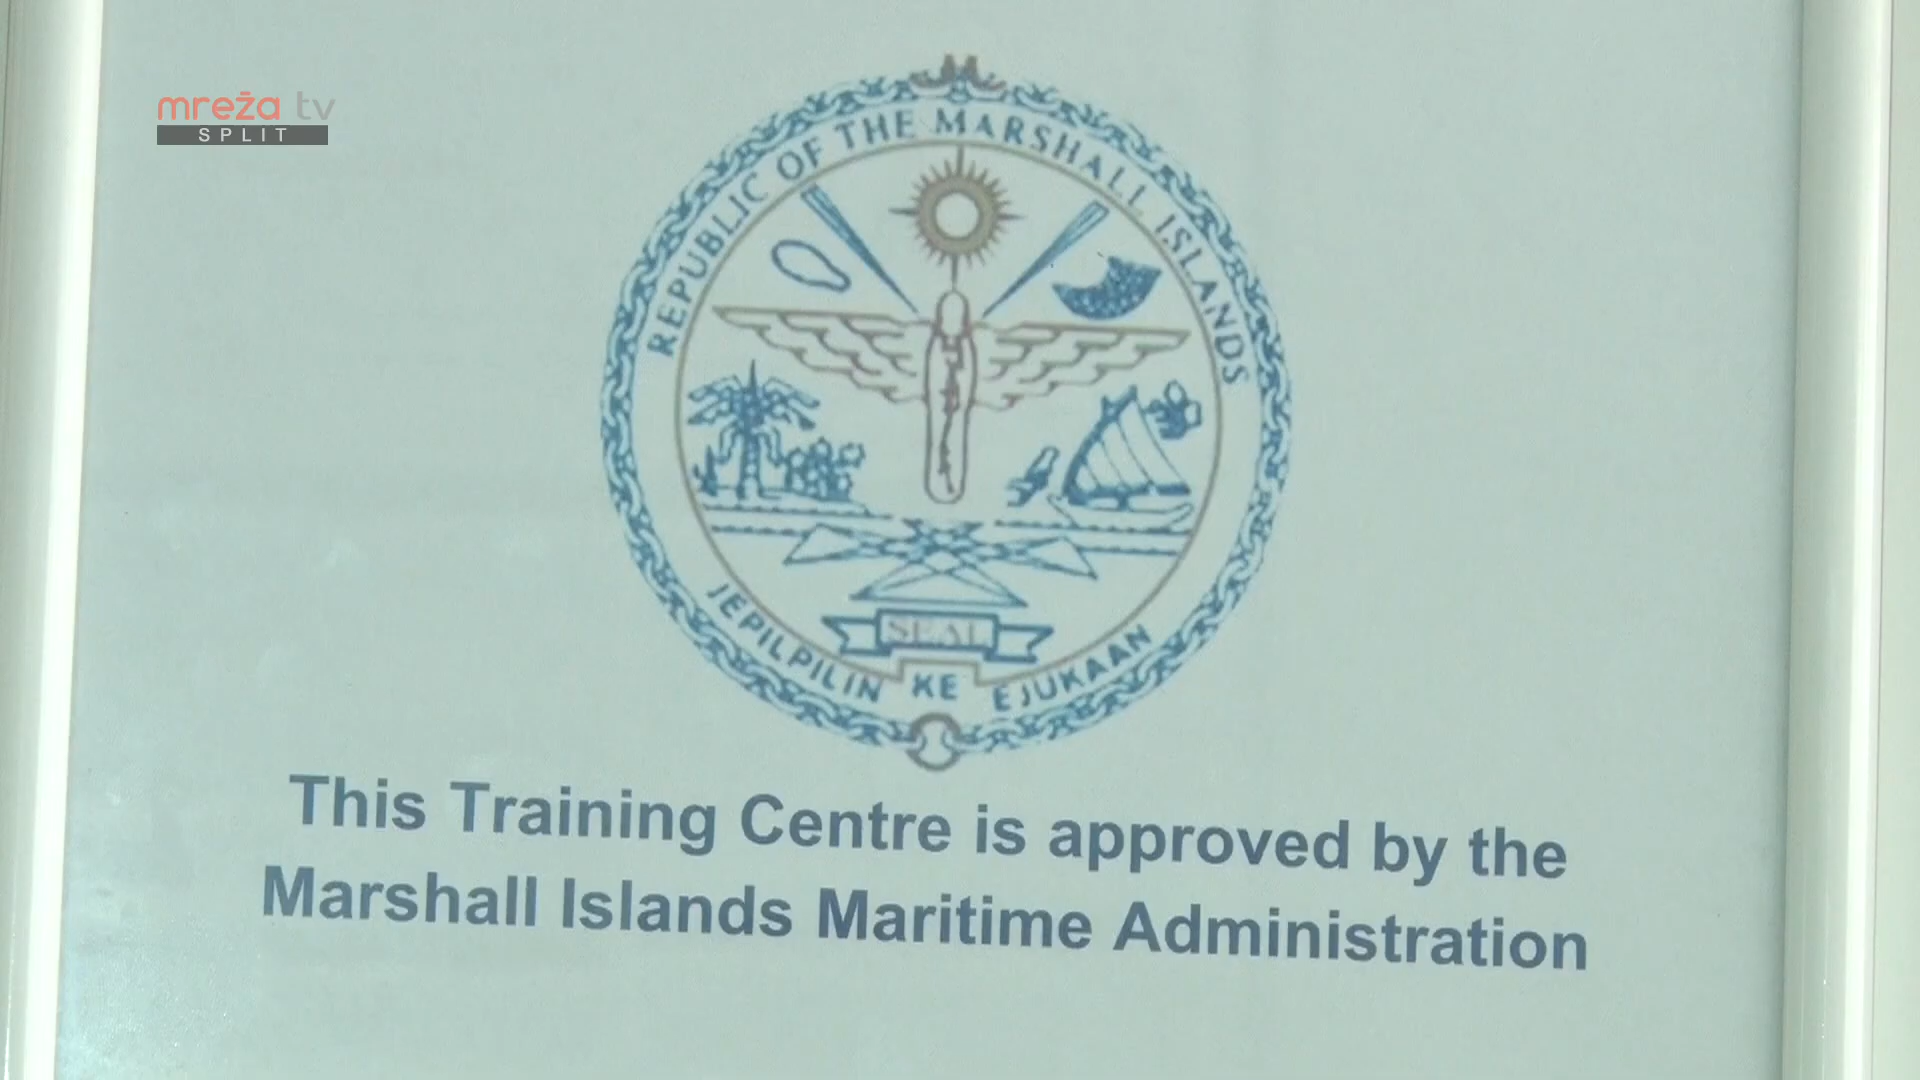 mreža tv
SPLIT
REPUBLIC OF THE MARSHALL ISLANDS
SEAL
JEPILPILIN KE EJUKAAN
This Training Centre is approved by the
Marshall Islands Maritime Administration